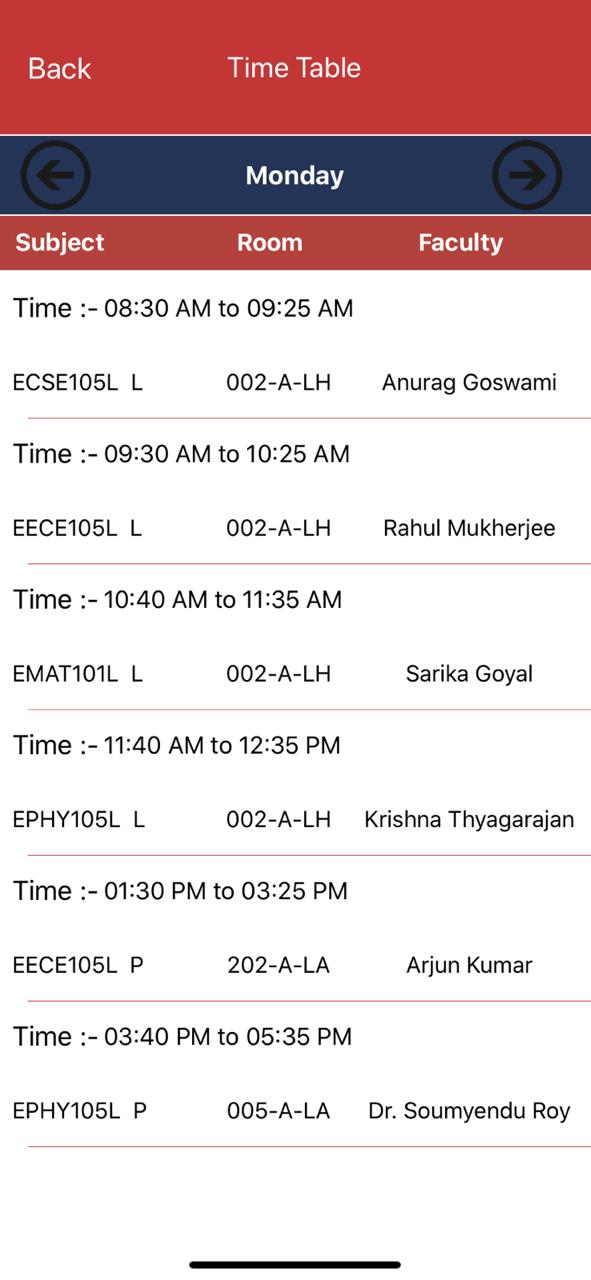 Back Time Table
Monday
Subject Room Faculty
Time :- 08:30 AM to 09:25 AM
ECSE105L L 002-A-LH Anurag Goswami
Time :- 09:30 AM to 10:25 AM
EECE105L L 002-A-LH Rahul Mukherjee
Time :- 10:40 AM to 11:35 AM
EMAT101L L 002-A-LH Sarika Goyal
Time :- 11:40 AM to 12:35 PM
EPHY105L L 002-A-LH Krishna Thyagarajan
Time :- 01:30 PM to 03:25 PM
EECE105L P 202-A-LA Arjun Kumar
Time :- 03:40 PM to 05:35 PM
EPHY105L P 005-A-LA Dr. Soumyendu Roy